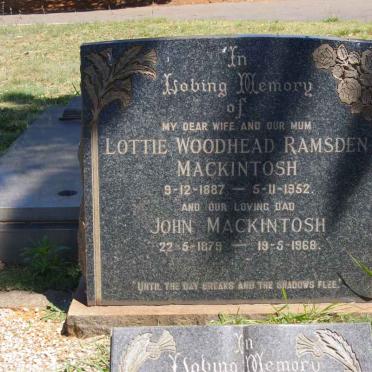 In
Loving Memory
of
MY DEAR WIFE AND OUR MUM
LOTTIE WOODHEAD RAMSDEN
MACKINTOSH
9-12-1887 — 5-11-1952.
AND OUR LOVING DAD
JOHN MACKINTOSH
22-5-1879 — 19-5-1968.
"UNTIL THE DAY BREAKS AND THE SHADOWS FLEE."
In
Loving Memory